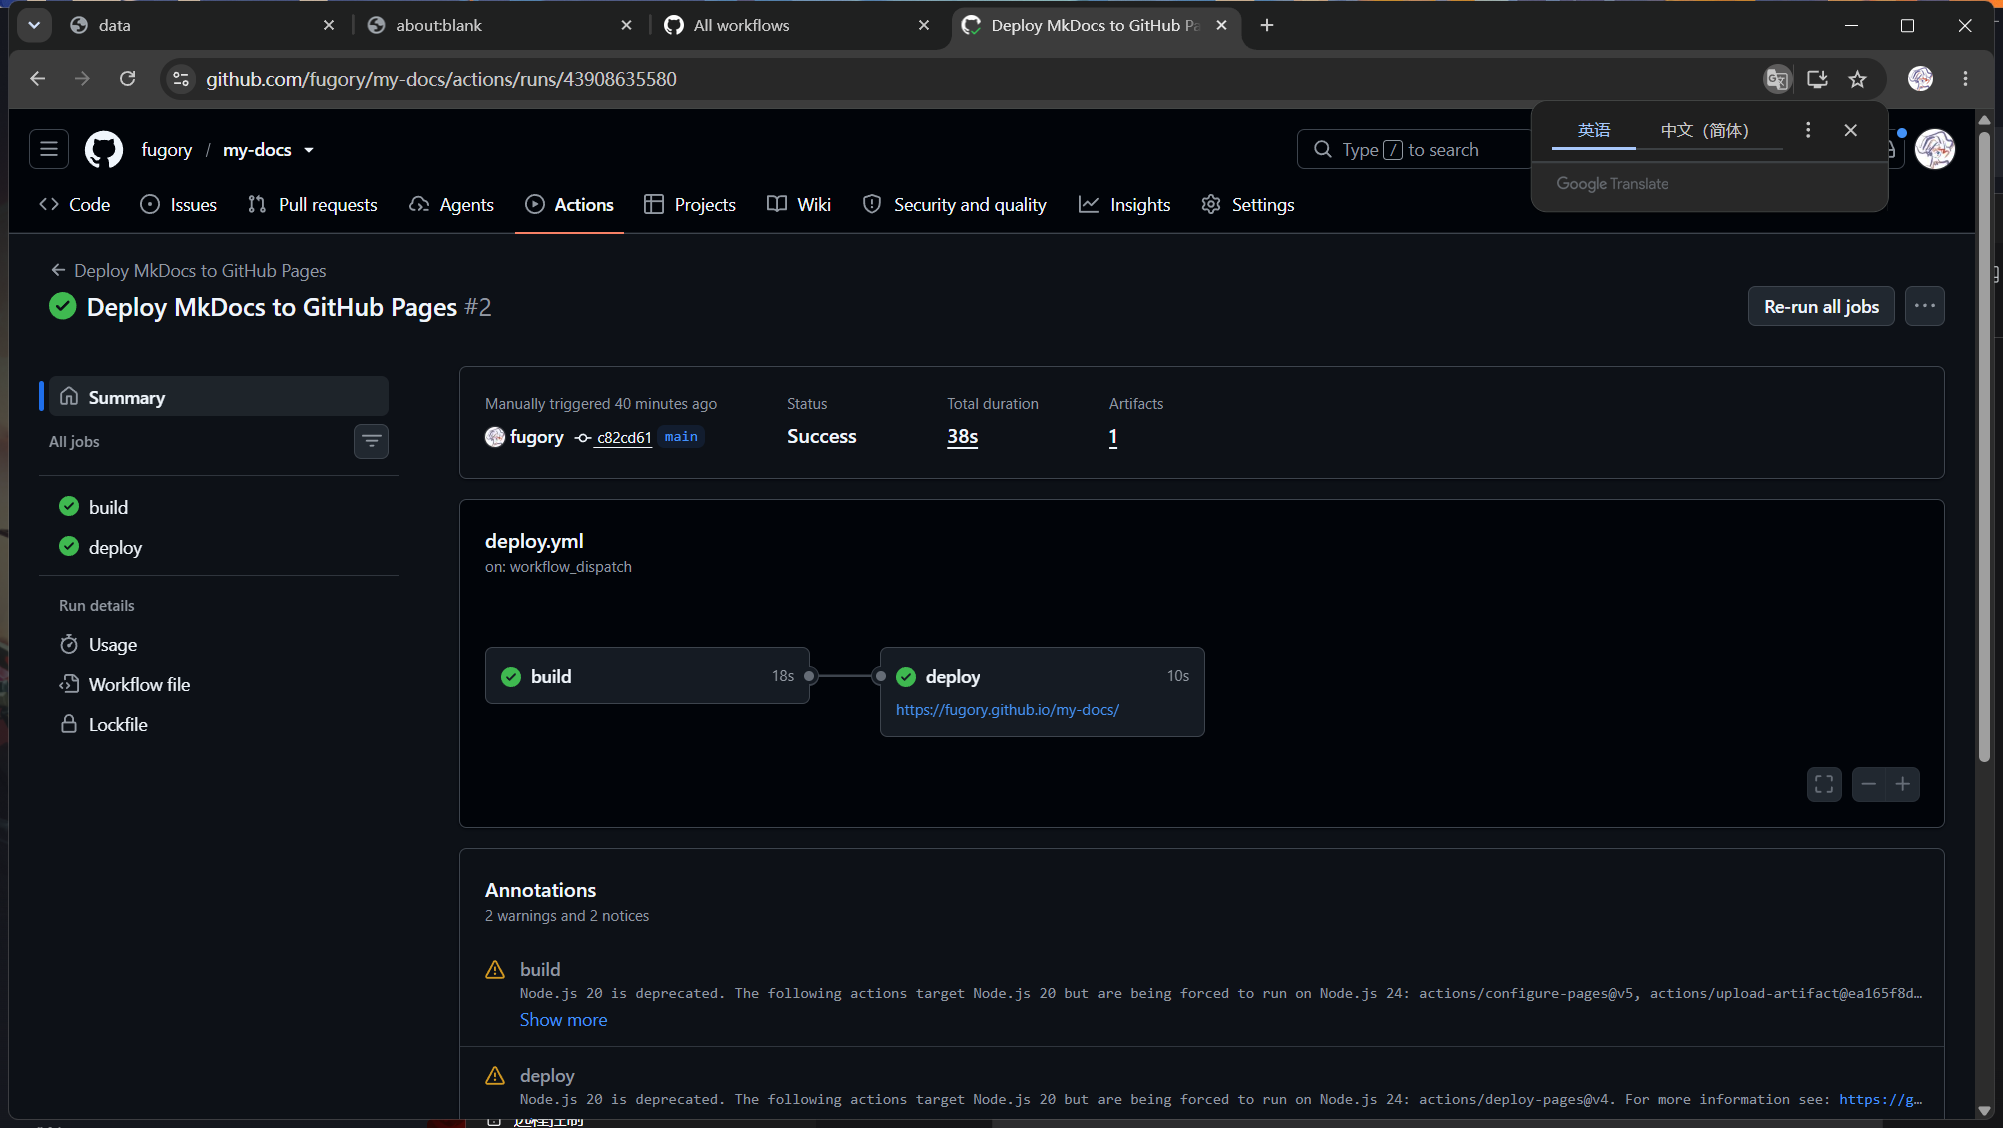 data
about:blank
All workflows
Deploy MkDocs to GitHub Pa
github.com/fugory/my-docs/actions/runs/43908635580
英语
中文（简体）
Google Translate
fugory / my-docs
Type / to search
Code
Issues
Pull requests
Agents
Actions
Projects
Wiki
Security and quality
Insights
Settings
Deploy MkDocs to GitHub Pages
Deploy MkDocs to GitHub Pages #2
Re-run all jobs
Summary
All jobs
build
deploy
Run details
Usage
Workflow file
Lockfile
Manually triggered 40 minutes ago
fugory c82cd61 main
Status
Success
Total duration
38s
Artifacts
1
deploy.yml
on: workflow_dispatch
build 18s
deploy 10s
https://fugory.github.io/my-docs/
Annotations
2 warnings and 2 notices
build
Node.js 20 is deprecated. The following actions target Node.js 20 but are being forced to run on Node.js 24: actions/configure-pages@v5, actions/upload-artifact@ea165f8d…
Show more
deploy
Node.js 20 is deprecated. The following actions target Node.js 20 but are being forced to run on Node.js 24: actions/deploy-pages@v4. For more information see: https://g…